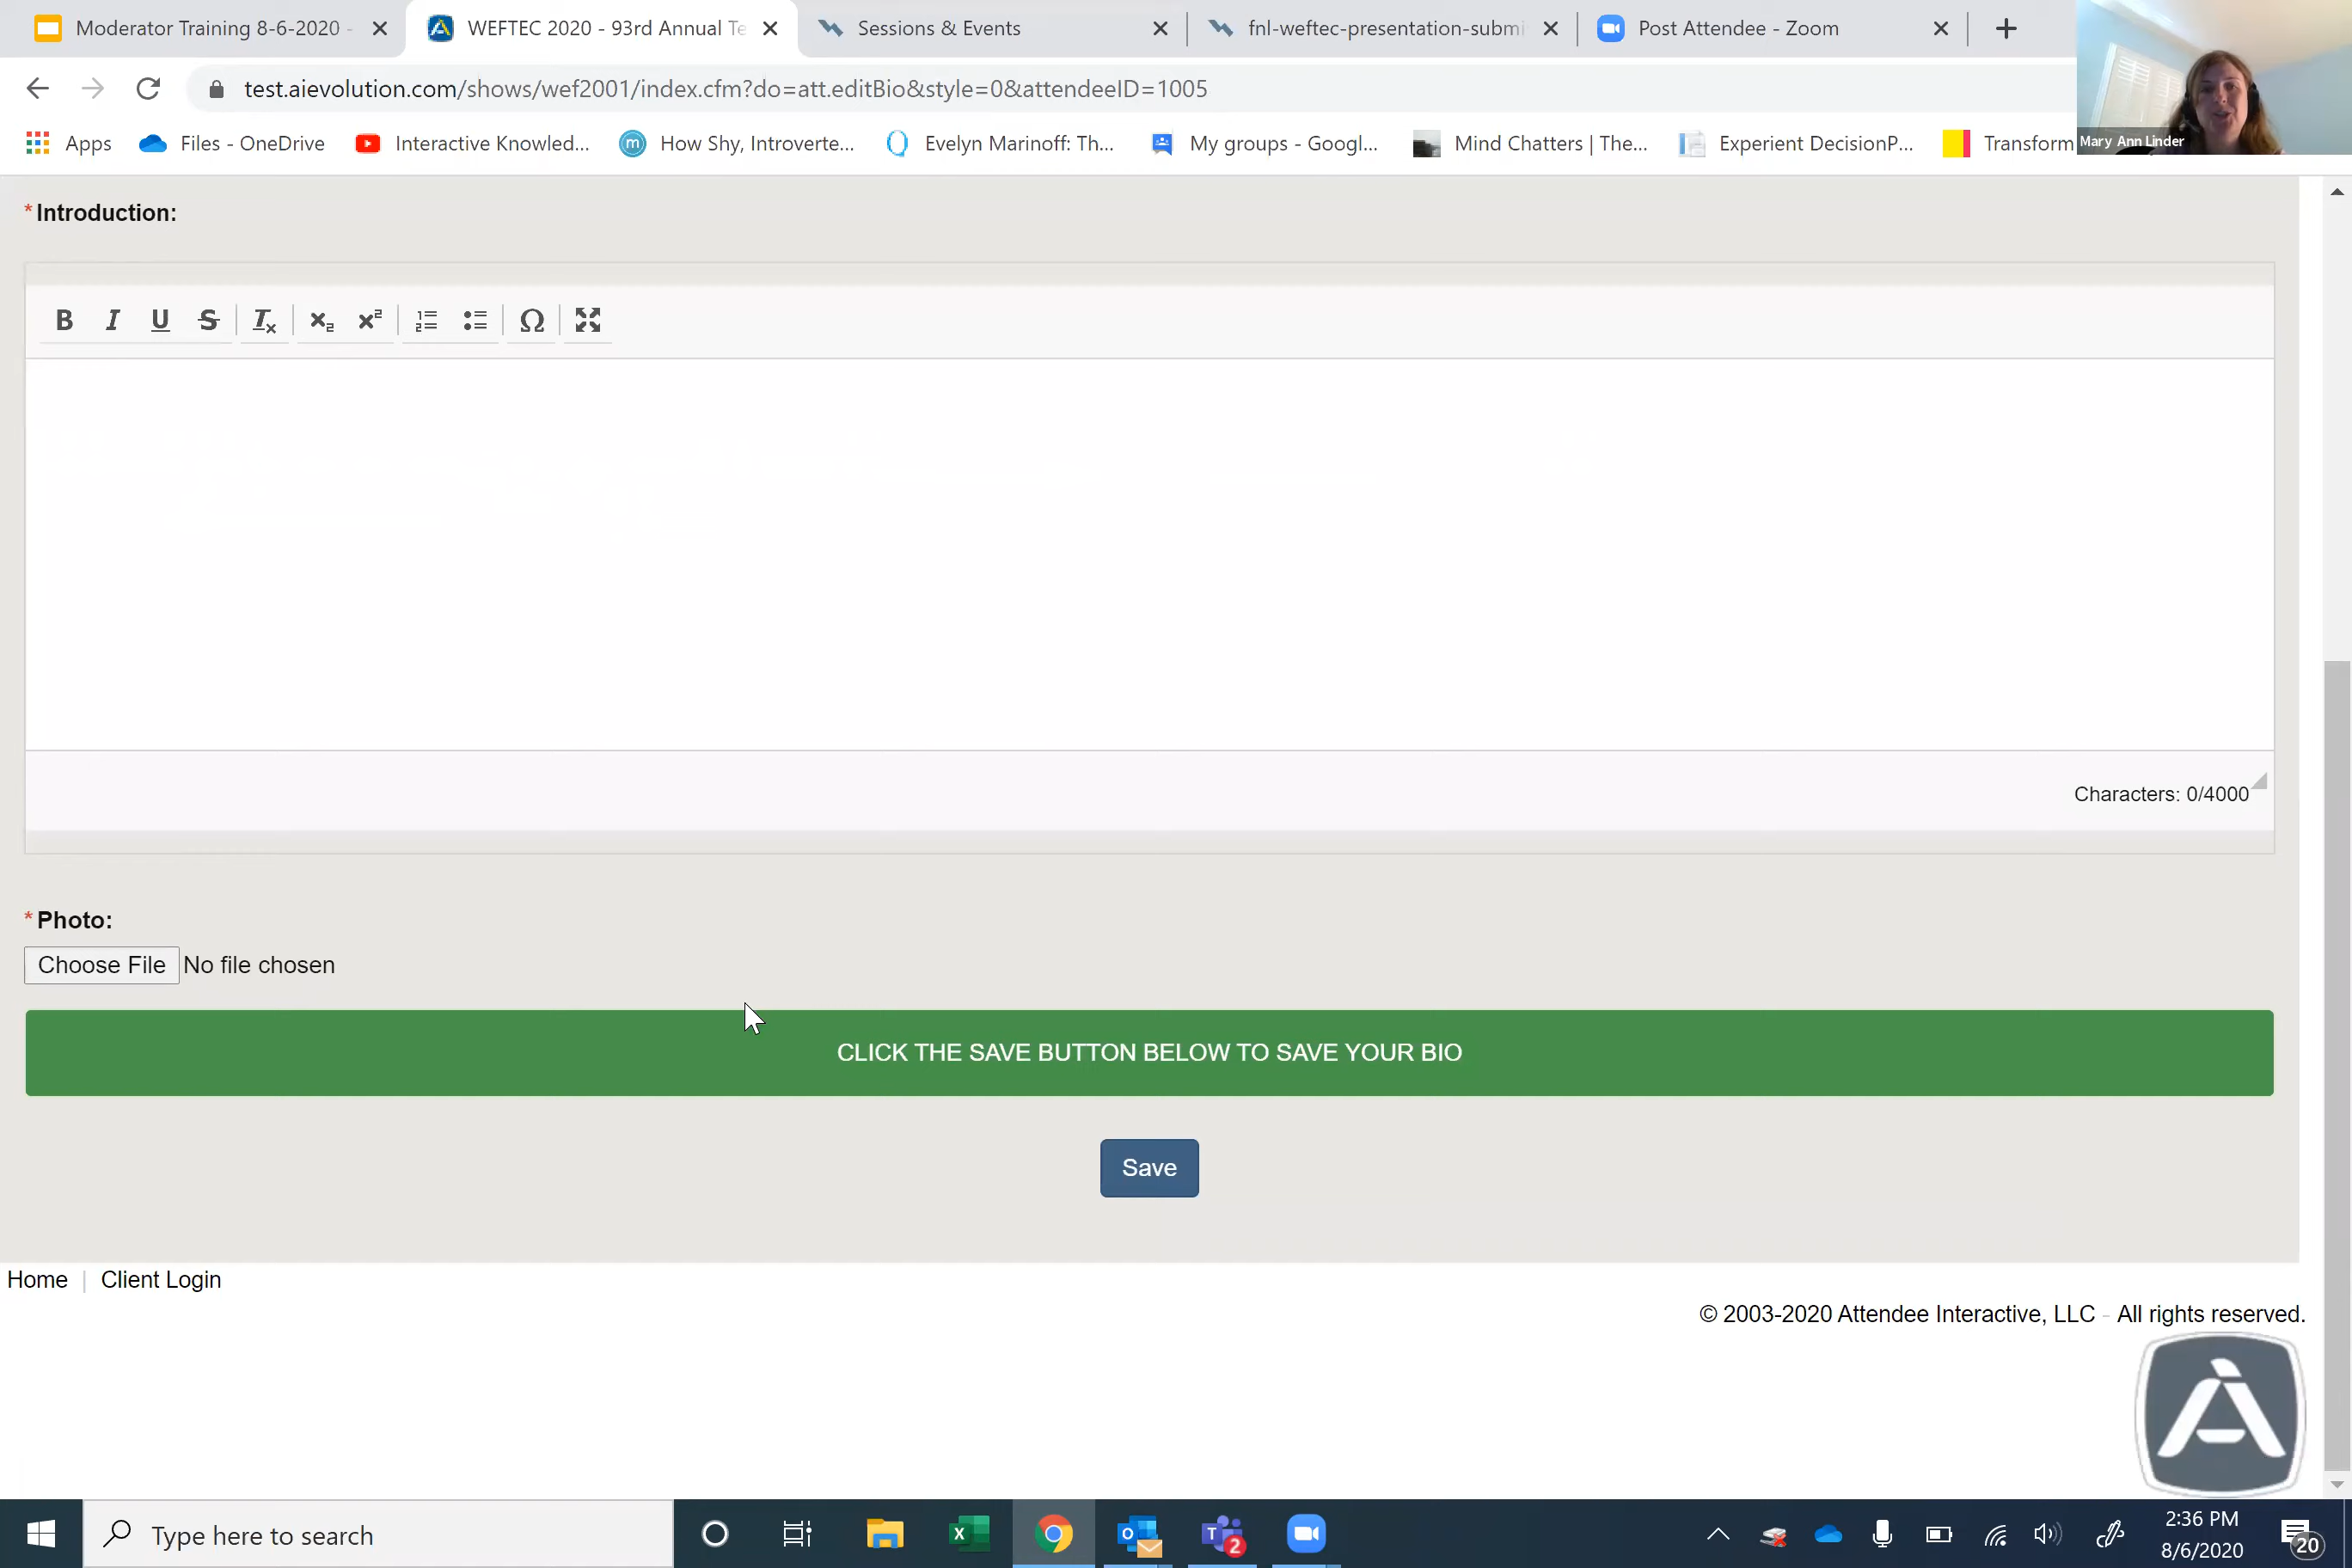 Moderator Training 8-6-2020 -
WEFTEC 2020 - 93rd Annual Te
Sessions & Events
fnl-weftec-presentation-submi
Post Attendee - Zoom
test.aievolution.com/shows/wef2001/index.cfm?do=att.editBio&style=0&attendeeID=1005
Apps
Files - OneDrive
Interactive Knowled...
m
How Shy, Introverte...
Evelyn Marinoff: Th...
My groups - Googl...
Mind Chatters | The...
Experient DecisionP...
Transform
Mary Ann Linder
* Introduction:
B I U S Tx x2 x2 Ω
Characters: 0/4000
* Photo:
Choose File No file chosen
CLICK THE SAVE BUTTON BELOW TO SAVE YOUR BIO
Save
Home | Client Login
© 2003-2020 Attendee Interactive, LLC - All rights reserved.
Type here to search
2
2:36 PM
8/6/2020
20